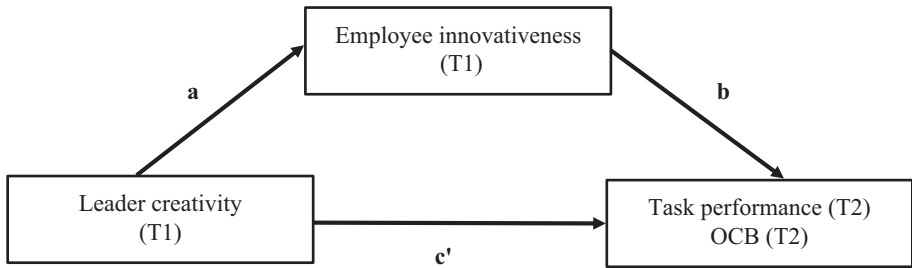 Employee innovativeness
(T1)
a
b
Leader creativity
(T1)
Task performance (T2)
OCB (T2)
c'